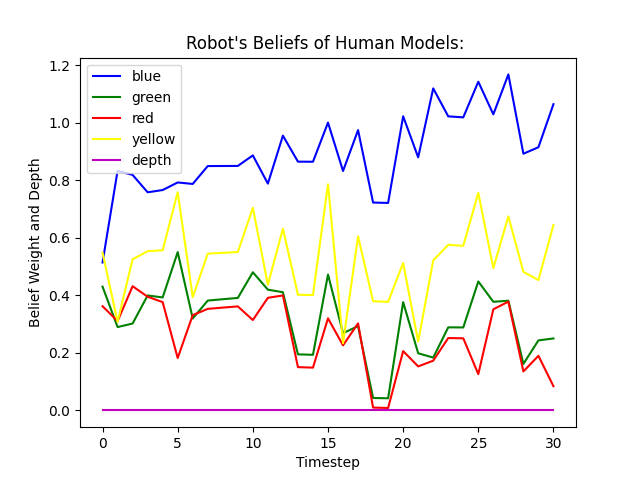 Robot's Beliefs of Human Models:
blue
green
red
yellow
depth
Belief Weight and Depth
1.2
1.0
0.8
0.6
0.4
0.2
0.0
0 5 10 15 20 25 30
Timestep